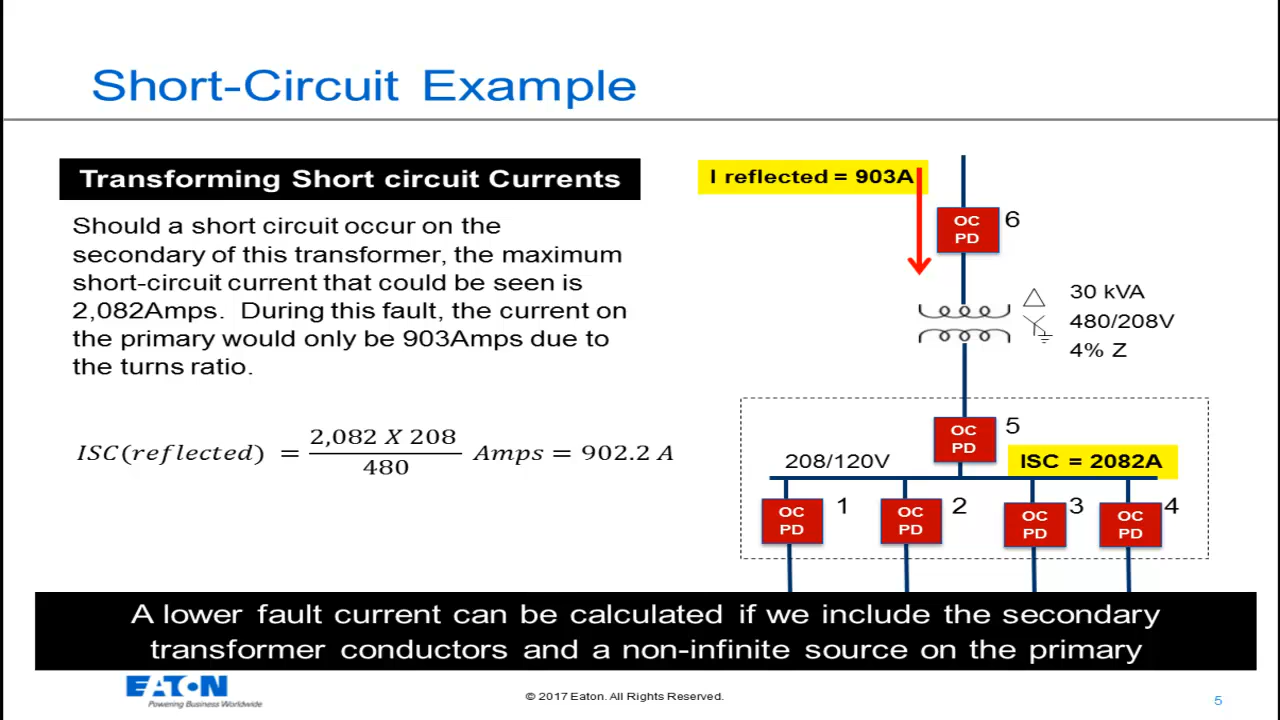 Short-Circuit Example
Transforming Short circuit Currents
Should a short circuit occur on the
secondary of this transformer, the maximum
short-circuit current that could be seen is
2,082Amps. During this fault, the current on
the primary would only be 903Amps due to
the turns ratio.
ISC(reflected) = 2,082 X 208 / 480 Amps = 902.2 A
I reflected = 903A
OC
PD
6
30 kVA
480/208V
4% Z
OC
PD
5
208/120V
ISC = 2082A
OC
PD
1
OC
PD
2
OC
PD
3
OC
PD
4
A lower fault current can be calculated if we include the secondary
transformer conductors and a non-infinite source on the primary
EATON
Powering Business Worldwide
© 2017 Eaton. All Rights Reserved.
5